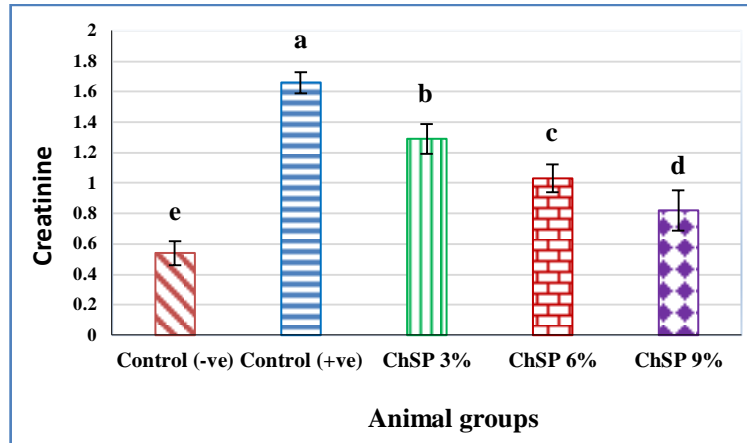 2
1.8
1.6
1.4
1.2
1
0.8
0.6
0.4
0.2
0
Creatinine
a
b
c
d
e
Control (-ve) Control (+ve) ChSP 3% ChSP 6% ChSP 9%
Animal groups